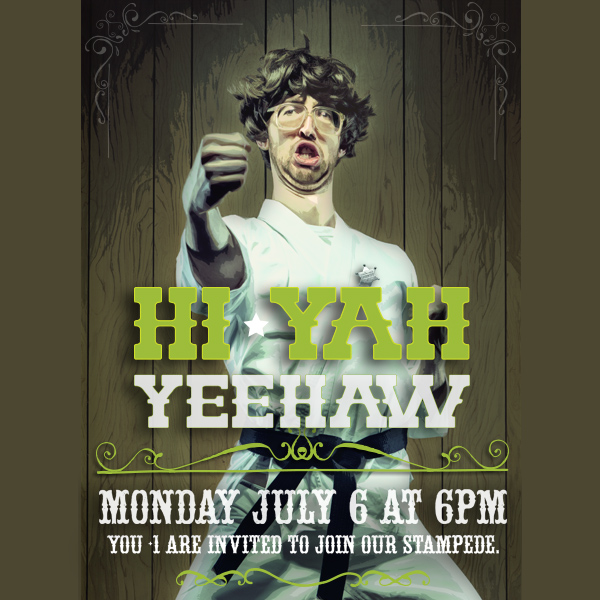 HI ★ YAH
YEEHAW
MONDAY JULY 6 AT 6PM
YOU +1 ARE INVITED TO JOIN OUR STAMPEDE.